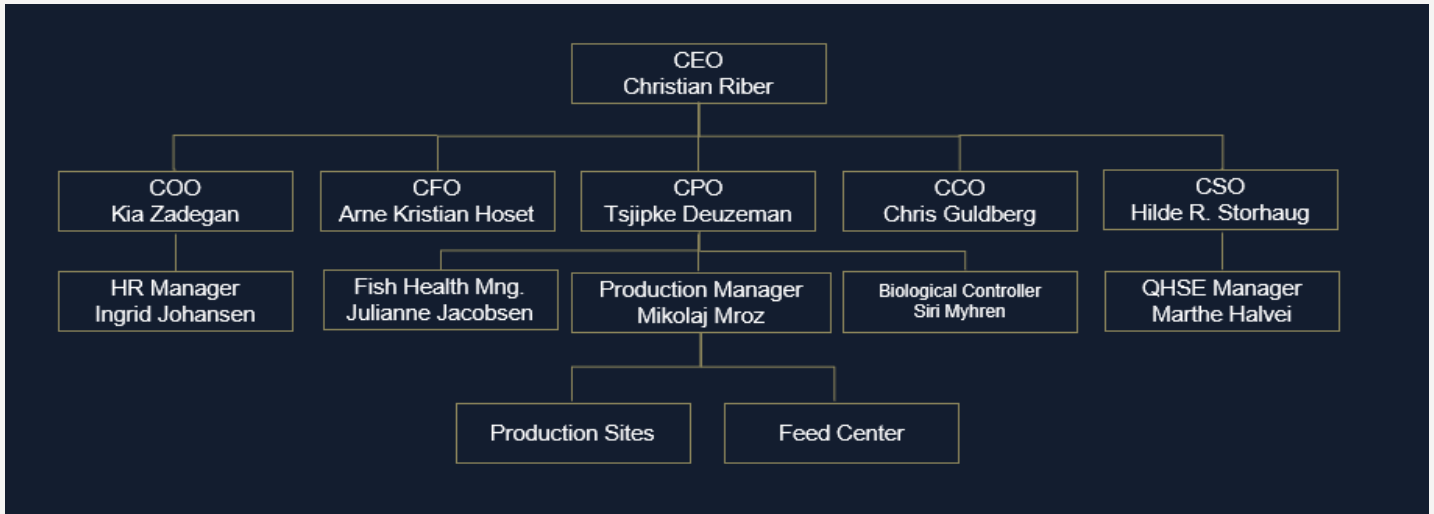 CEO
Christian Riber
COO
Kia Zadegan
CFO
Arne Kristian Hoset
CPO
Tsjipke Deuzeman
CCO
Chris Guldberg
CSO
Hilde R. Storhaug
HR Manager
Ingrid Johansen
Fish Health Mng.
Julianne Jacobsen
Production Manager
Mikolaj Mroz
Biological Controller
Siri Myhren
QHSE Manager
Marthe Halvei
Production Sites
Feed Center